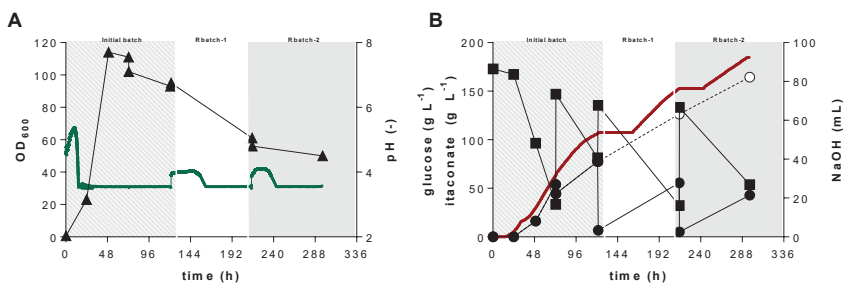 A
Initial batch Rbatch-1 Rbatch-2
120
100
80
60
40
20
0
OD600
8
6
4
2
pH (-)
0 48 96 144 192 240 288 336
time (h)
B
Initial batch Rbatch-1 Rbatch-2
200
150
100
50
0
glucose (g L-1)
itaconate (g L-1)
100
80
60
40
20
0
NaOH (mL)
0 48 96 144 192 240 288 336
time (h)